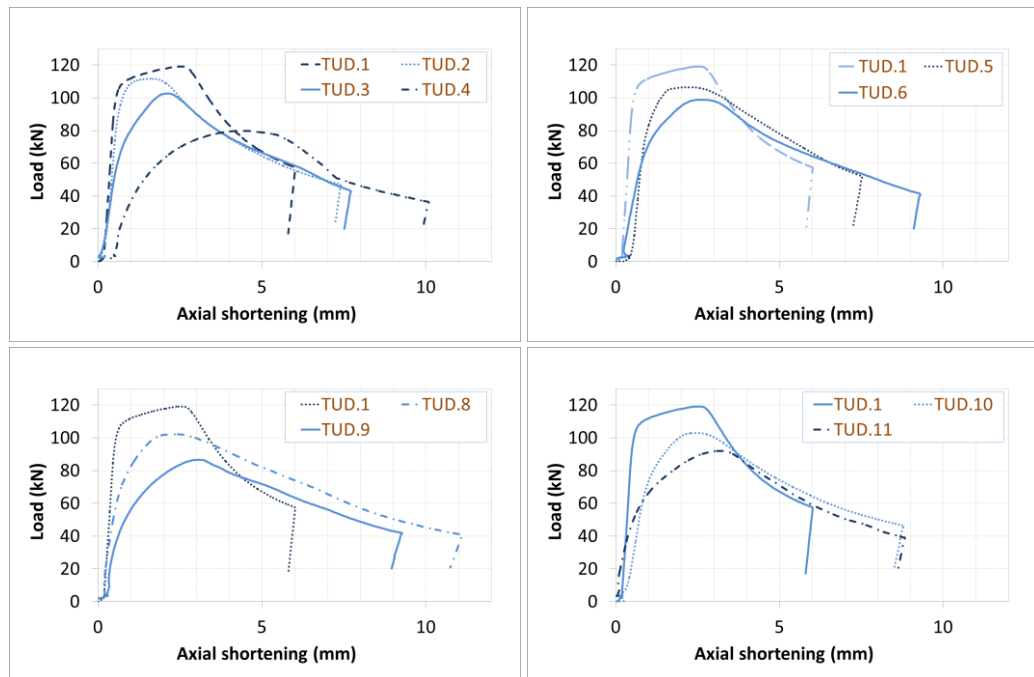 TUD.1 TUD.2
TUD.3 TUD.4
120
100
80
60
40
20
0
Load (kN)
0 5 10
Axial shortening (mm)
TUD.1 TUD.5
TUD.6
120
100
80
60
40
20
0
Load (kN)
0 5 10
Axial shortening (mm)
TUD.1 TUD.8
TUD.9
120
100
80
60
40
20
0
Load (kN)
0 5 10
Axial shortening (mm)
TUD.1 TUD.10
TUD.11
120
100
80
60
40
20
0
Load (kN)
0 5 10
Axial shortening (mm)